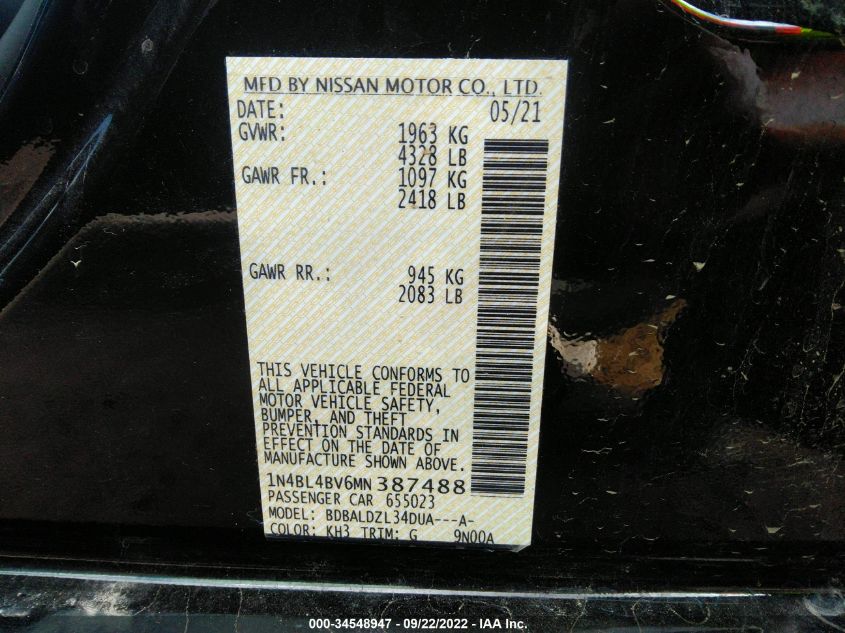 MFD BY NISSAN MOTOR CO., LTD.
DATE: 05/21
GVWR: 1963 KG
4328 LB
GAWR FR.: 1097 KG
2418 LB
GAWR RR.: 945 KG
2083 LB
THIS VEHICLE CONFORMS TO
ALL APPLICABLE FEDERAL
MOTOR VEHICLE SAFETY,
BUMPER, AND THEFT
PREVENTION STANDARDS IN
EFFECT ON THE DATE OF
MANUFACTURE SHOWN ABOVE.
1N4BL4BV6MN387488
PASSENGER CAR 655023
MODEL: BDBALDZL34DUA---A-
COLOR: KH3 TRIM: G 9N00A
000-34548947 - 09/22/2022 - IAA Inc.